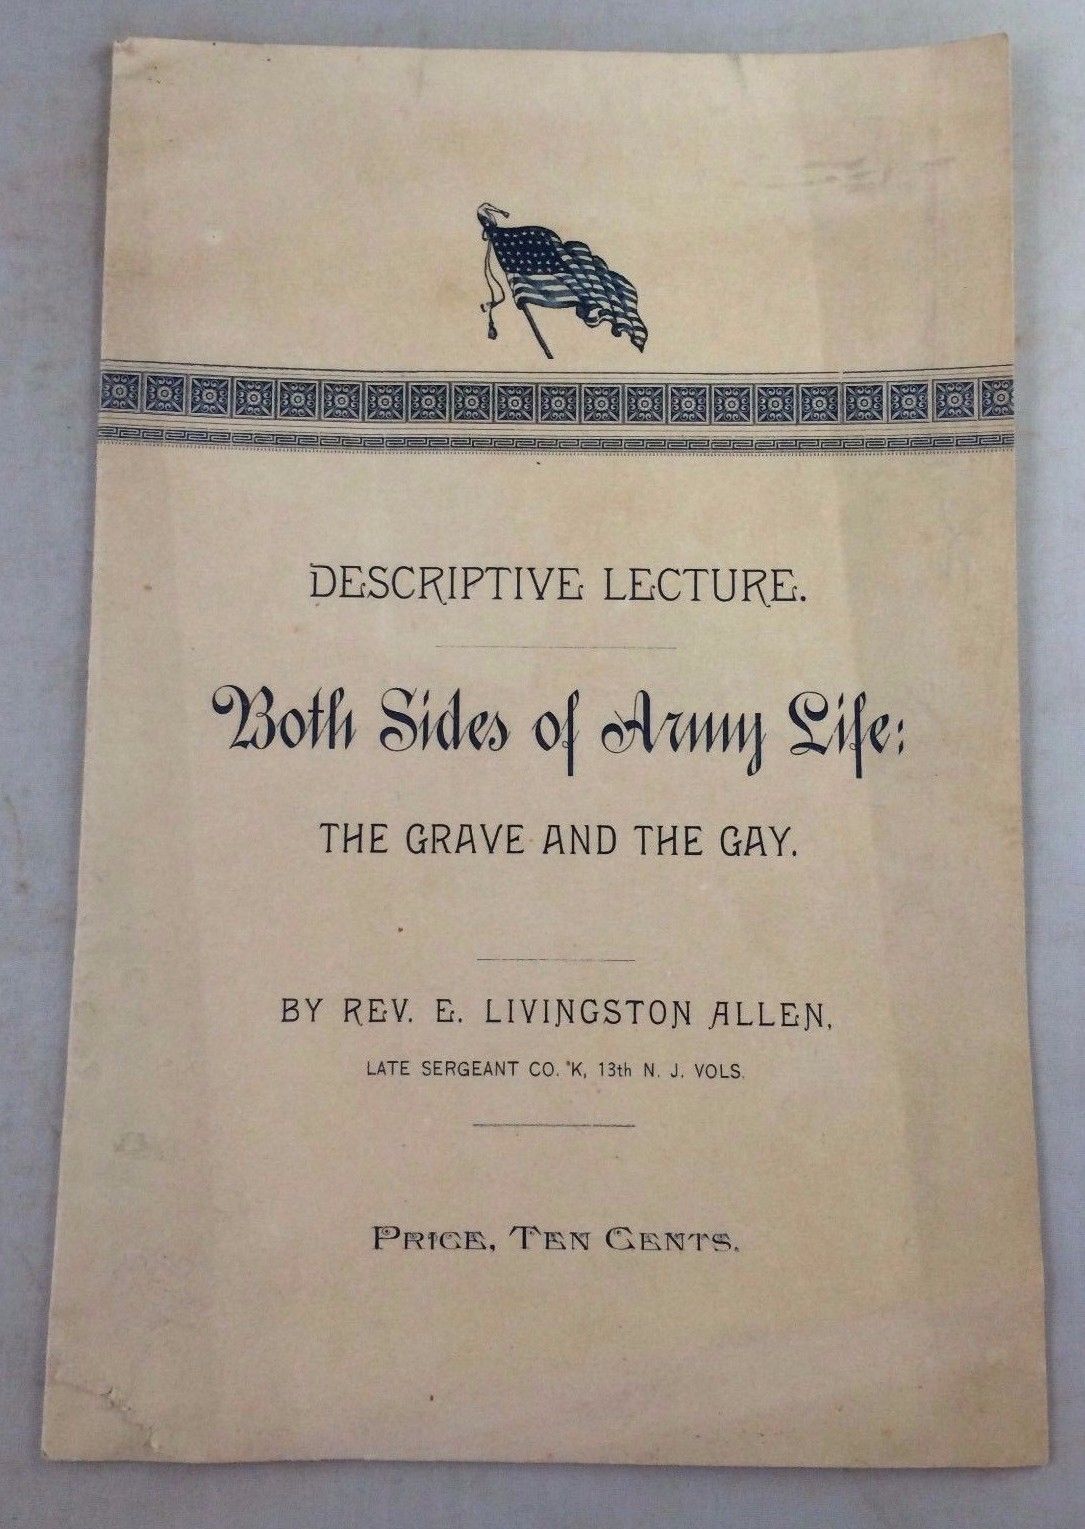 DESCRIPTIVE LECTURE.
Both Sides of Army Life:
THE GRAVE AND THE GAY.
BY REV. E. LIVINGSTON ALLEN,
LATE SERGEANT CO. "K, 13th N. J. VOLS.
PRICE, TEN CENTS.